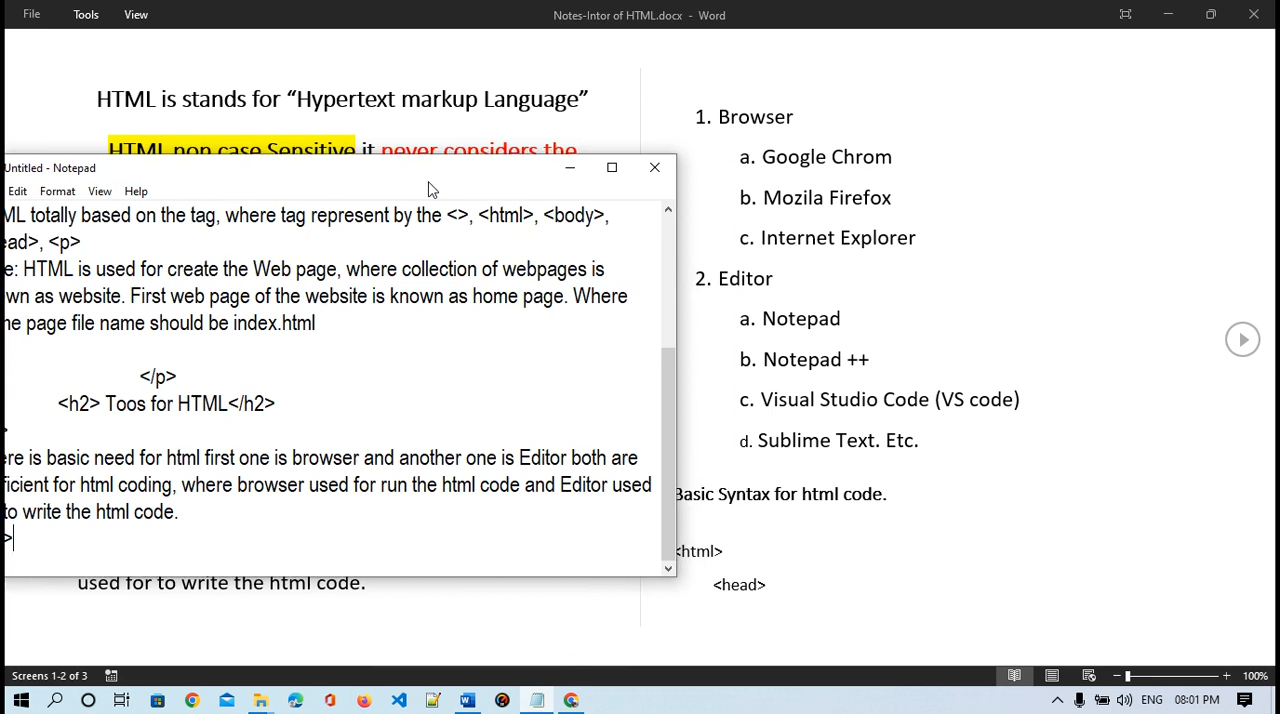 File Tools View
Notes-Intor of HTML.docx - Word
HTML is stands for “Hypertext markup Language”
HTML non case Sensitive it never considers the
Untitled - Notepad
Edit Format View Help
ML totally based on the tag, where tag represent by the <>, <html>, <body>,
ead>, <p>
e: HTML is used for create the Web page, where collection of webpages is
wn as website. First web page of the website is known as home page. Where
me page file name should be index.html
</p>
<h2> Toos for HTML</h2>
>
ere is basic need for html first one is browser and another one is Editor both are
ficient for html coding, where browser used for run the html code and Editor used
to write the html code.
>
used for to write the html code.
1. Browser
a. Google Chrom
b. Mozila Firefox
c. Internet Explorer
2. Editor
a. Notepad
b. Notepad ++
c. Visual Studio Code (VS code)
d. Sublime Text. Etc.
Basic Syntax for html code.
<html>
<head>
Screens 1-2 of 3
100%
ENG 08:01 PM